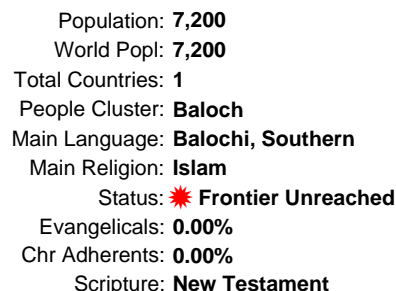 Population: 7,200
World Popl: 7,200
Total Countries: 1
People Cluster: Baloch
Main Language: Balochi, Southern
Main Religion: Islam
Status: Frontier Unreached
Evangelicals: 0.00%
Chr Adherents: 0.00%
Scripture: New Testament